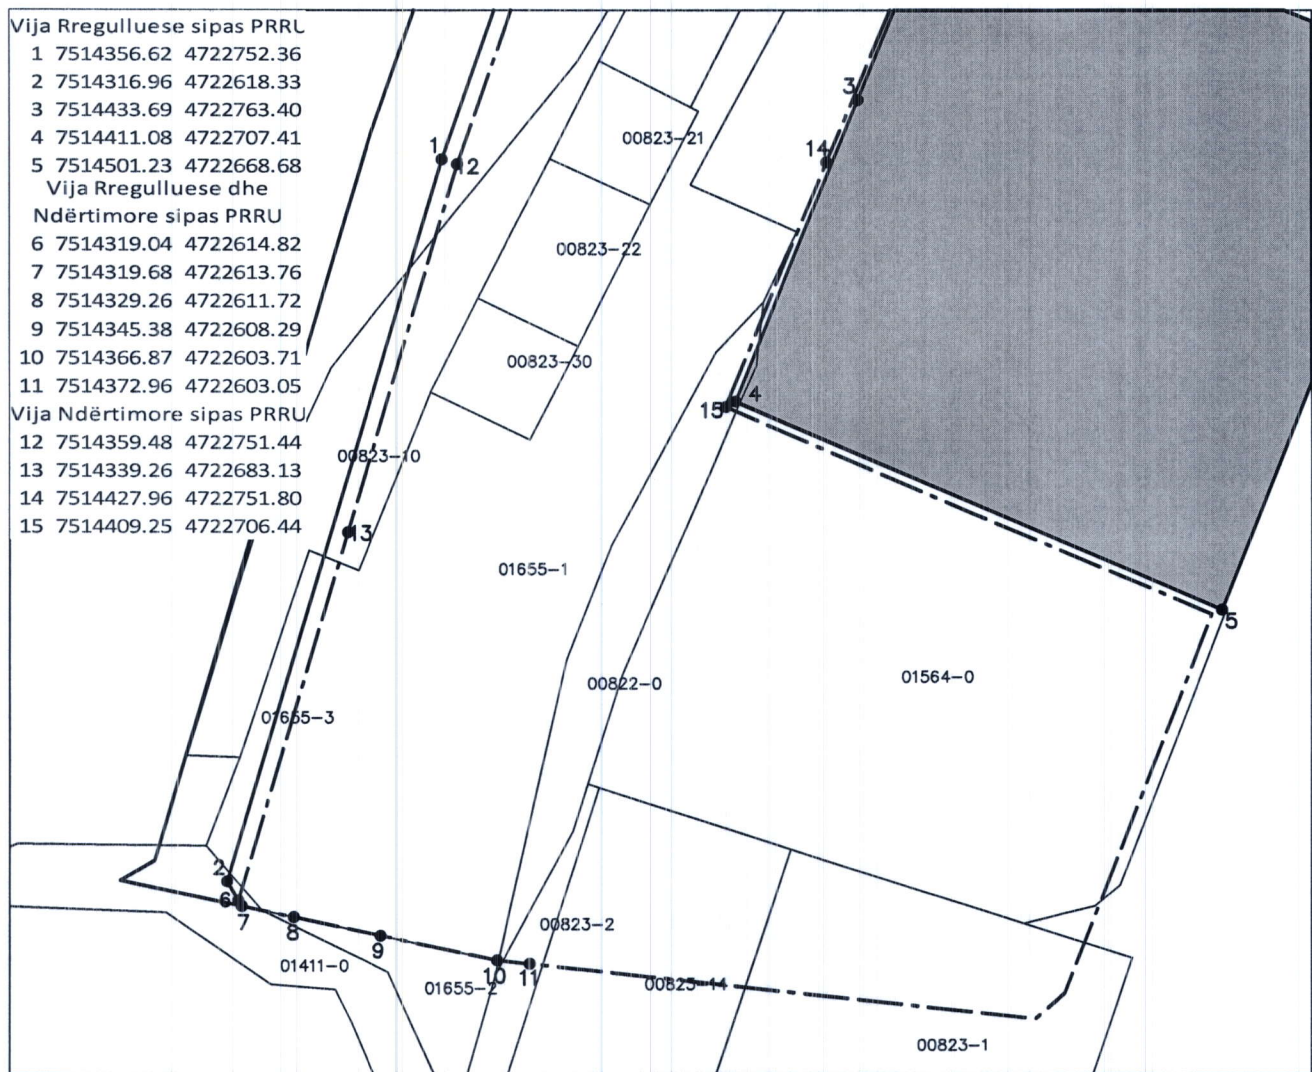 Vija Rregulluese sipas PRRU
1 7514356.62 4722752.36
2 7514316.96 4722618.33
3 7514433.69 4722763.40
4 7514411.08 4722707.41
5 7514501.23 4722668.68
Vija Rregulluese dhe
Ndërtimore sipas PRRU
6 7514319.04 4722614.82
7 7514319.68 4722613.76
8 7514329.26 4722611.72
9 7514345.38 4722608.29
10 7514366.87 4722603.71
11 7514372.96 4722603.05
Vija Ndërtimore sipas PRRU
12 7514359.48 4722751.44
13 7514339.26 4722683.13
14 7514427.96 4722751.80
15 7514409.25 4722706.44
3
00823-21
1
14
12
00823-22
00823-30
4
15
00823-10
13
01655-1
5
00822-0
01564-0
01655-3
2
6
7
8
00823-2
9
01411-0
10
11
01655-2
00823-14
00823-1